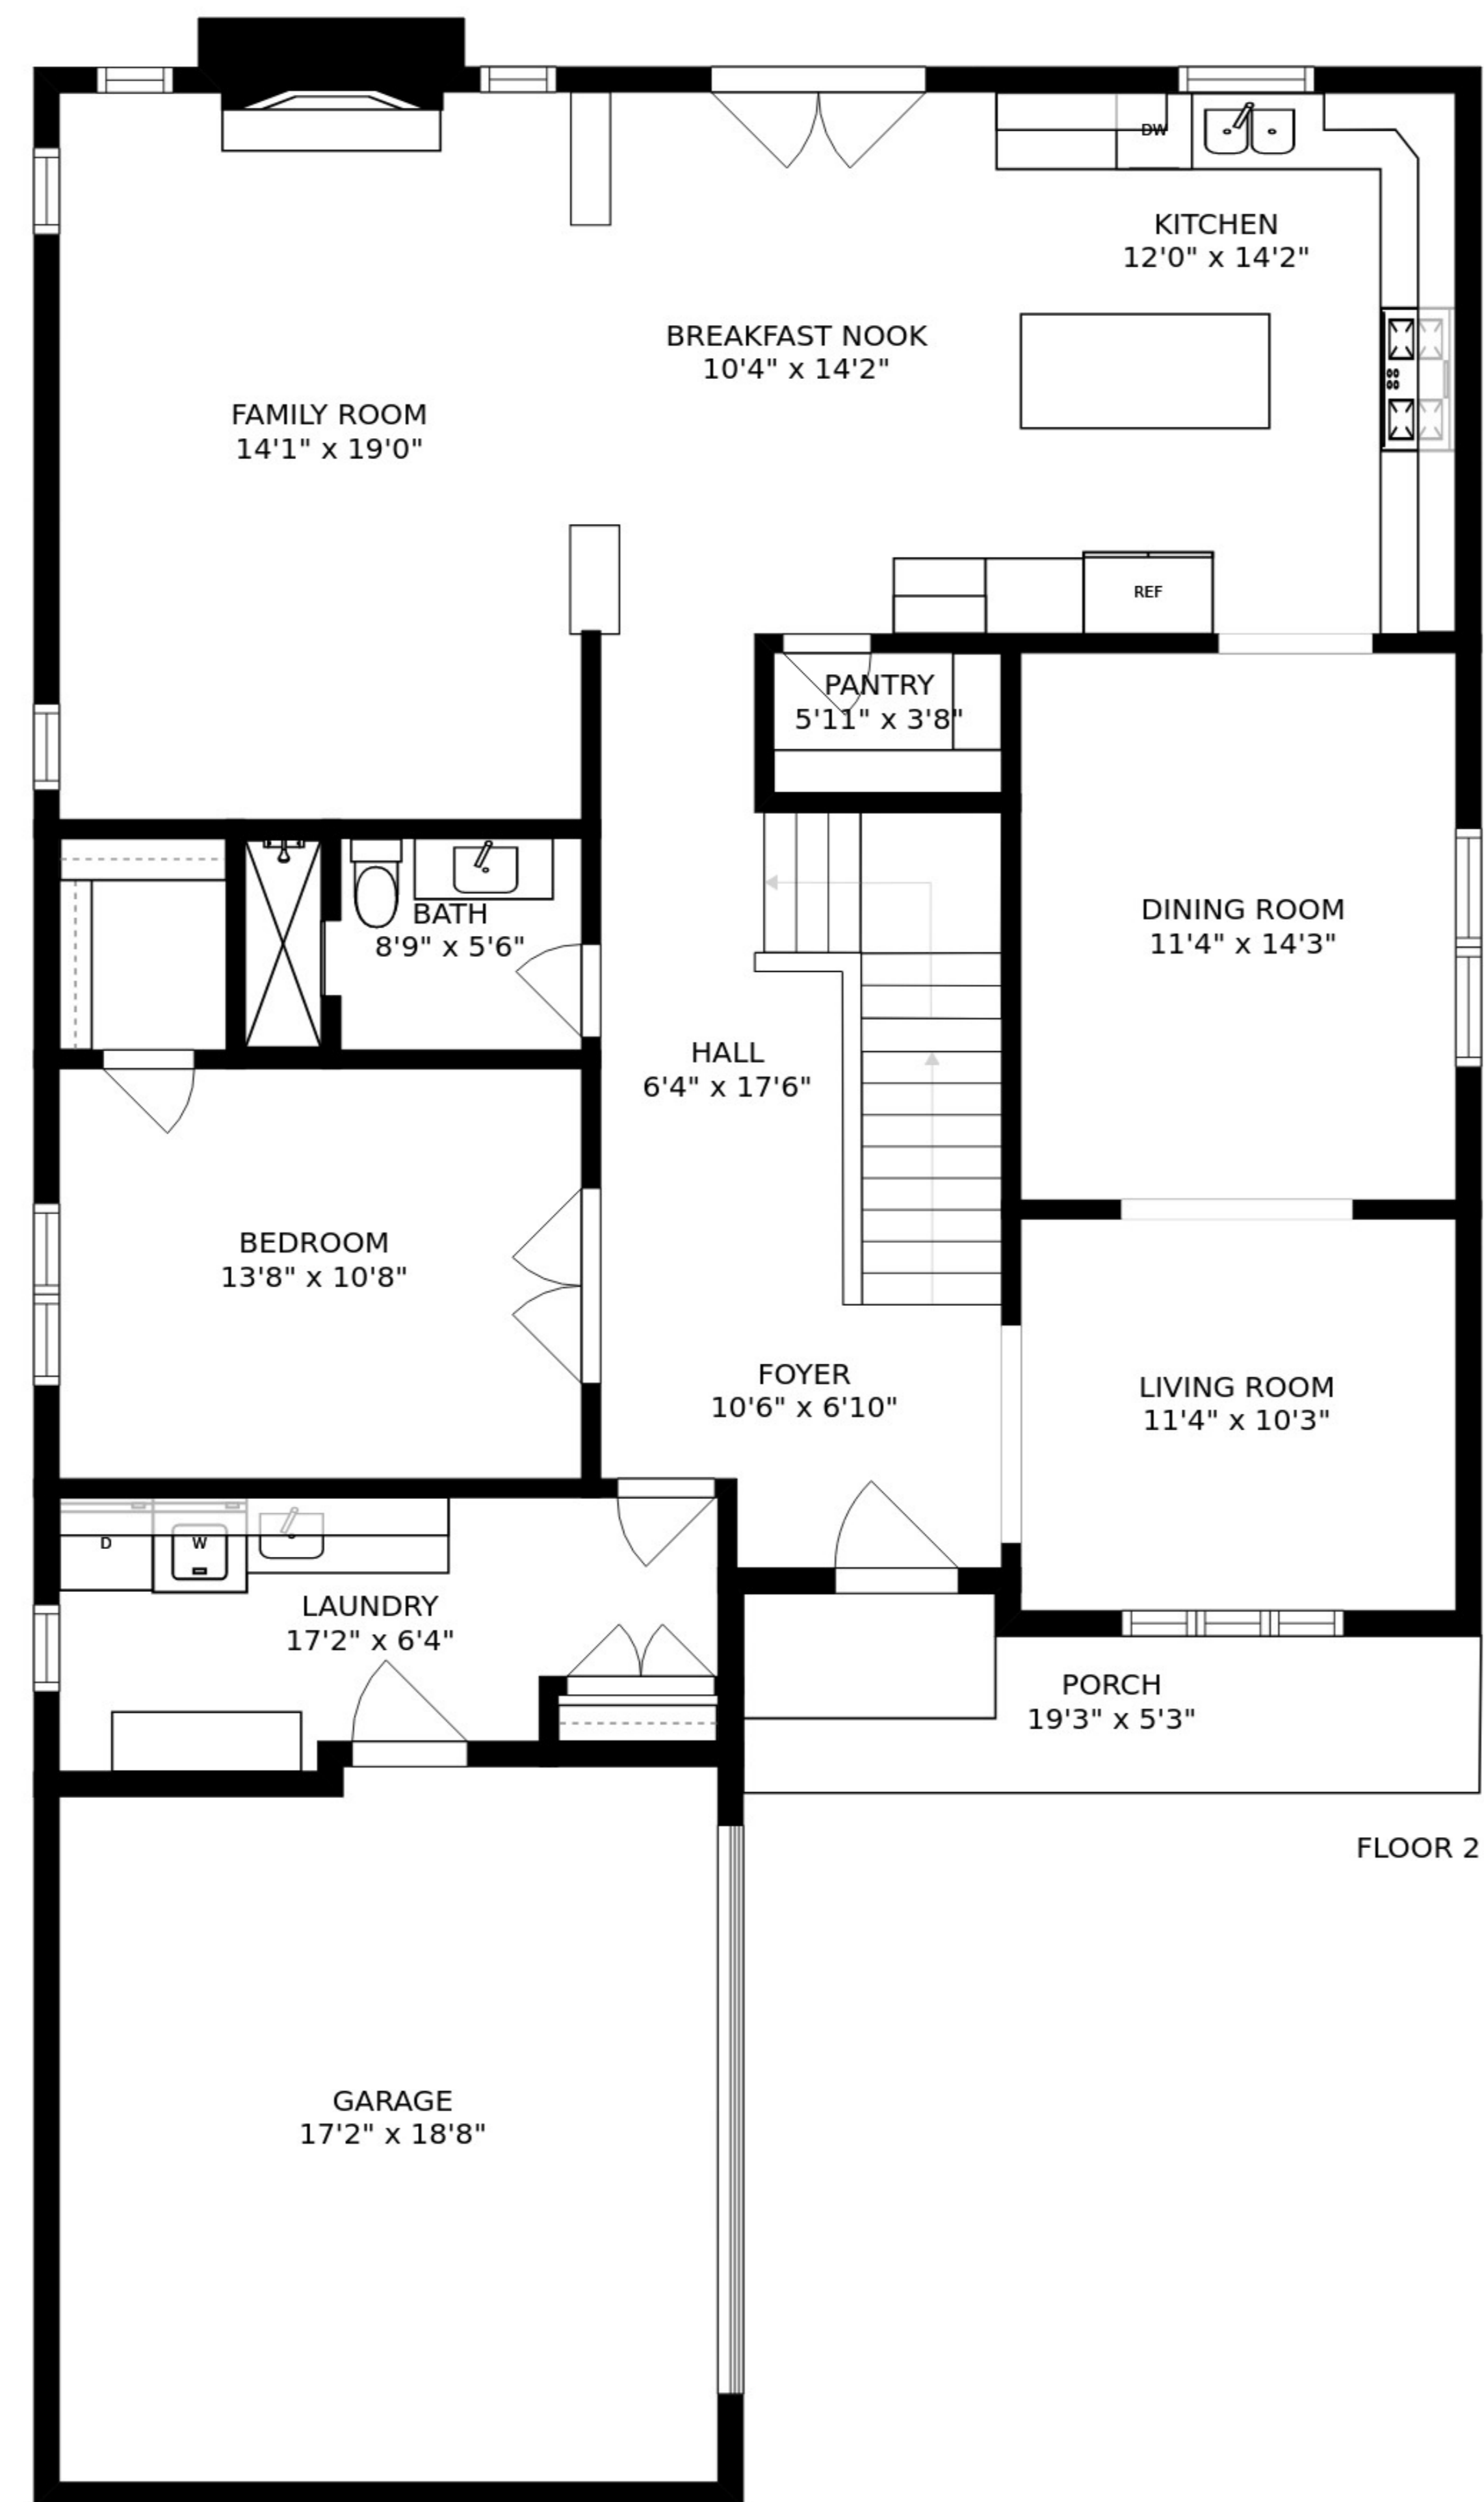 DW
KITCHEN
12'0" x 14'2"
BREAKFAST NOOK
10'4" x 14'2"
FAMILY ROOM
14'1" x 19'0"
REF
PANTRY
5'11" x 3'8"
BATH
8'9" x 5'6"
DINING ROOM
11'4" x 14'3"
HALL
6'4" x 17'6"
BEDROOM
13'8" x 10'8"
FOYER
10'6" x 6'10"
LIVING ROOM
11'4" x 10'3"
D
W
LAUNDRY
17'2" x 6'4"
PORCH
19'3" x 5'3"
FLOOR 2
GARAGE
17'2" x 18'8"